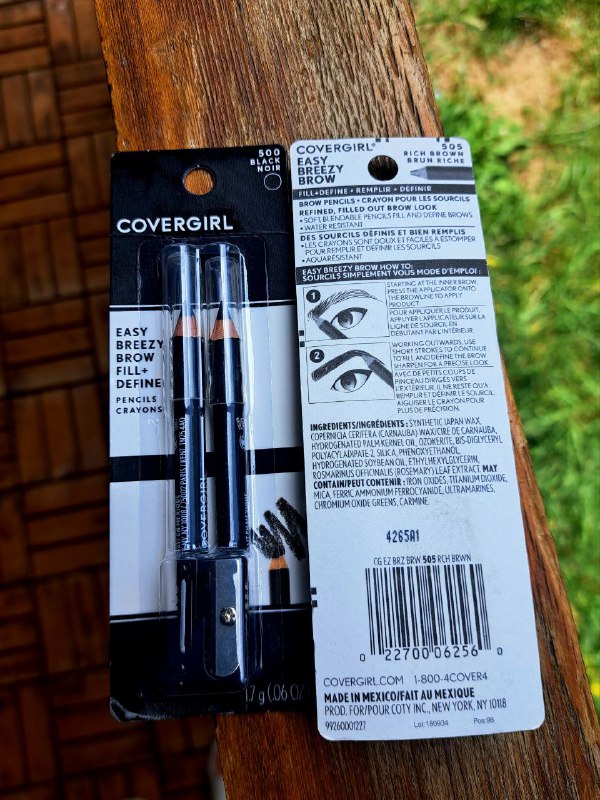 500
BLACK
NOIR
COVERGIRL
EASY
BREEZY
BROW
FILL+
DEFINE
PENCILS
CRAYONS
COVERGIRL
17 g (.06 Oz
COVERGIRL
EASY
BREEZY
BROW
505
RICH BROWN
BRUN RICHE
FILL+DEFINE • REMPLIR + DÉFINIR
BROW PENCILS • CRAYON POUR LES SOURCILS
REFINED, FILLED OUT BROW LOOK
• SOFT, BLENDABLE PENCILS FILL AND DEFINE BROWS
• WATER RESISTANT
DES SOURCILS DÉFINIS ET BIEN REMPLIS
• LES CRAYONS SONT DOUX ET FACILES À ESTOMPER
POUR REMPLIR ET DÉFINIR LES SOURCILS
• AQUARÉSISTANT
EASY BREEZY BROW HOW TO:
SOURCILS SIMPLEMENT VOUS MODE D'EMPLOI :
1
STARTING AT THE INNER BROW,
PRESS THE APPLICATOR ONTO
THE BROWLINE TO APPLY
PRODUCT.
POUR APPLIQUER LE PRODUIT,
APPUYER L'APPLICATEUR SUR LA
LIGNE DE SOURCIL EN
DÉBUTANT PAR L'INTÉRIEUR.
2
WORKING OUTWARDS, USE
SHORT STROKES TO CONTINUE
TO FILL AND DEFINE THE BROW.
SHARPEN FOR A PRECISE LOOK.
AVEC DE PETITS COUPS DE
PINCEAU DIRIGÉS VERS
L'EXTÉRIEUR, IL NE RESTE QU'À
REMPLIR ET DÉFINIR LE SOURCIL.
AIGUISER LE CRAYON POUR
PLUS DE PRÉCISION.
INGREDIENTS/INGRÉDIENTS: SYNTHETIC JAPAN WAX,
COPERNICIA CERIFERA (CARNAUBA) WAX/CIRE DE CARNAUBA,
HYDROGENATED PALM KERNEL OIL, OZOKERITE, BIS-DIGLYCERYL
POLYACYLADIPATE-2, SILICA, PHENOXYETHANOL,
HYDROGENATED SOYBEAN OIL, ETHYLHEXYLGLYCERIN,
ROSMARINUS OFFICINALIS (ROSEMARY) LEAF EXTRACT. MAY
CONTAIN/PEUT CONTENIR : IRON OXIDES, TITANIUM DIOXIDE,
MICA, FERRIC AMMONIUM FERROCYANIDE, ULTRAMARINES,
CHROMIUM OXIDE GREENS, CARMINE.
4265A1
CG EZ BRZ BRW 505 RCH BRWN
0 22700 06256 0
COVERGIRL.COM 1-800-4COVER4
MADE IN MEXICO/FAIT AU MEXIQUE
PROD. FOR/POUR COTY INC., NEW YORK, NY 10118
99260001227 Lot: 180934 Pos:9B